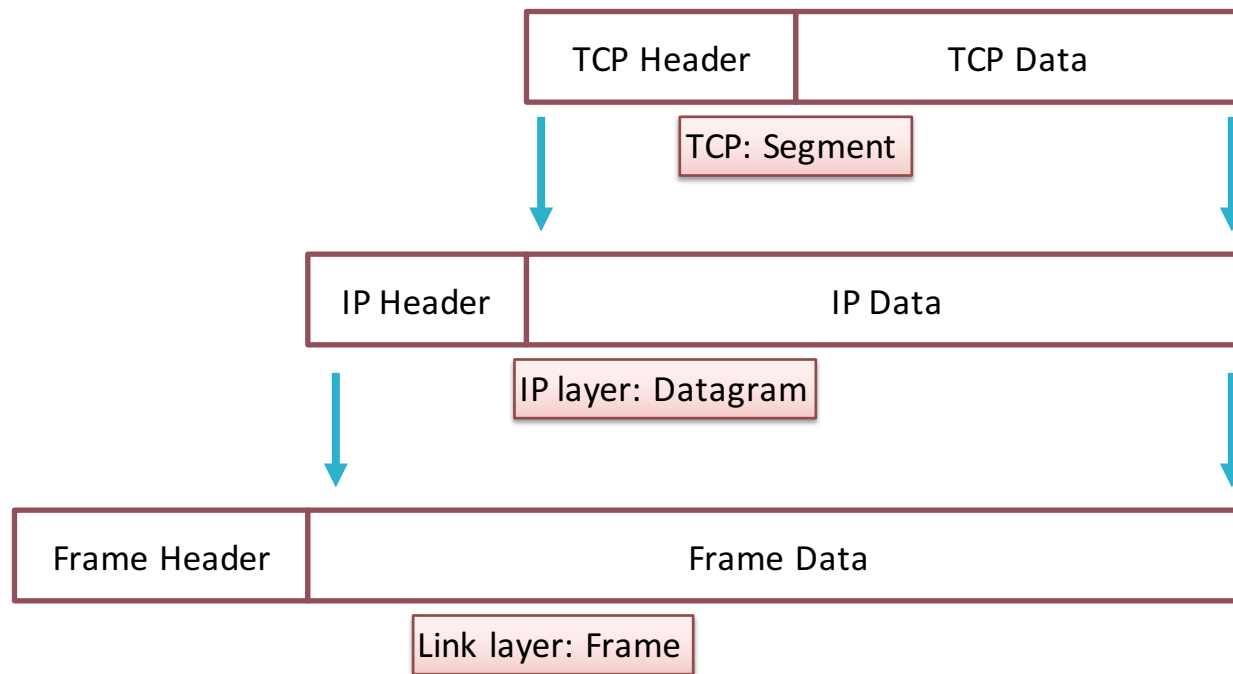 TCP Header
TCP Data
TCP: Segment
IP Header
IP Data
IP layer: Datagram
Frame Header
Frame Data
Link layer: Frame